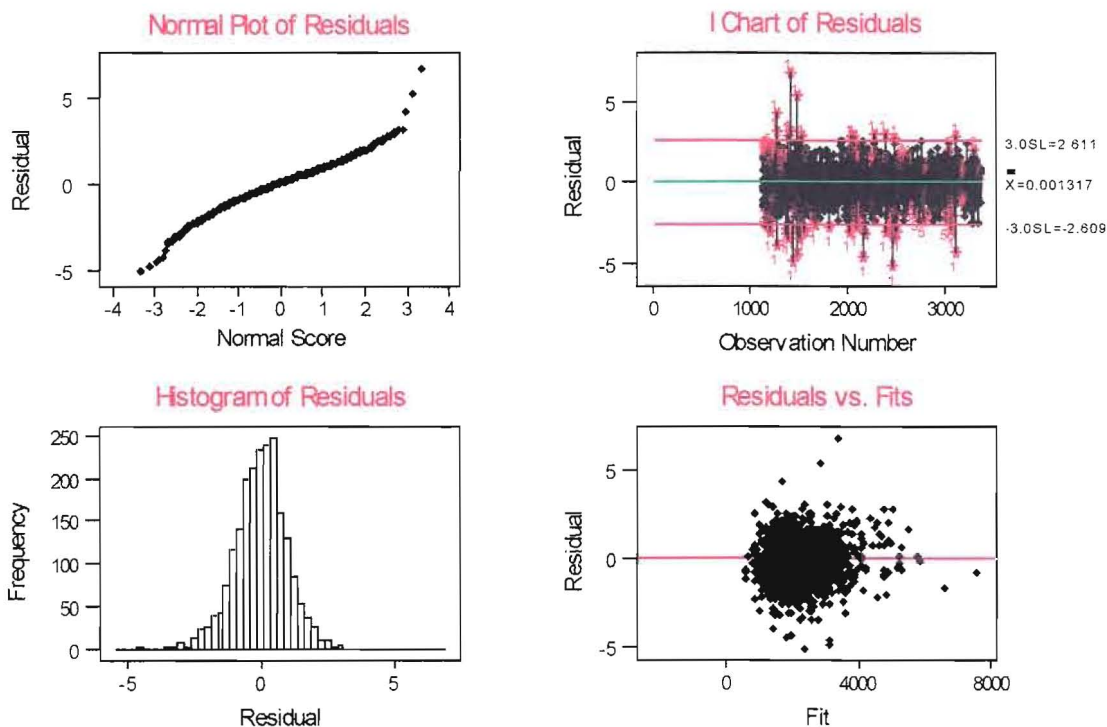 Normal Plot of Residuals
Residual
5
0
-5
-4 -3 -2 -1 0 1 2 3 4
Normal Score
I Chart of Residuals
Residual
5
0
-5
3.0SL=2.611
X=0.001317
-3.0SL=-2.609
0 1000 2000 3000
Observation Number
Histogram of Residuals
Frequency
250
200
150
100
50
0
-5 0 5
Residual
Residuals vs. Fits
Residual
5
0
-5
0 4000 8000
Fit